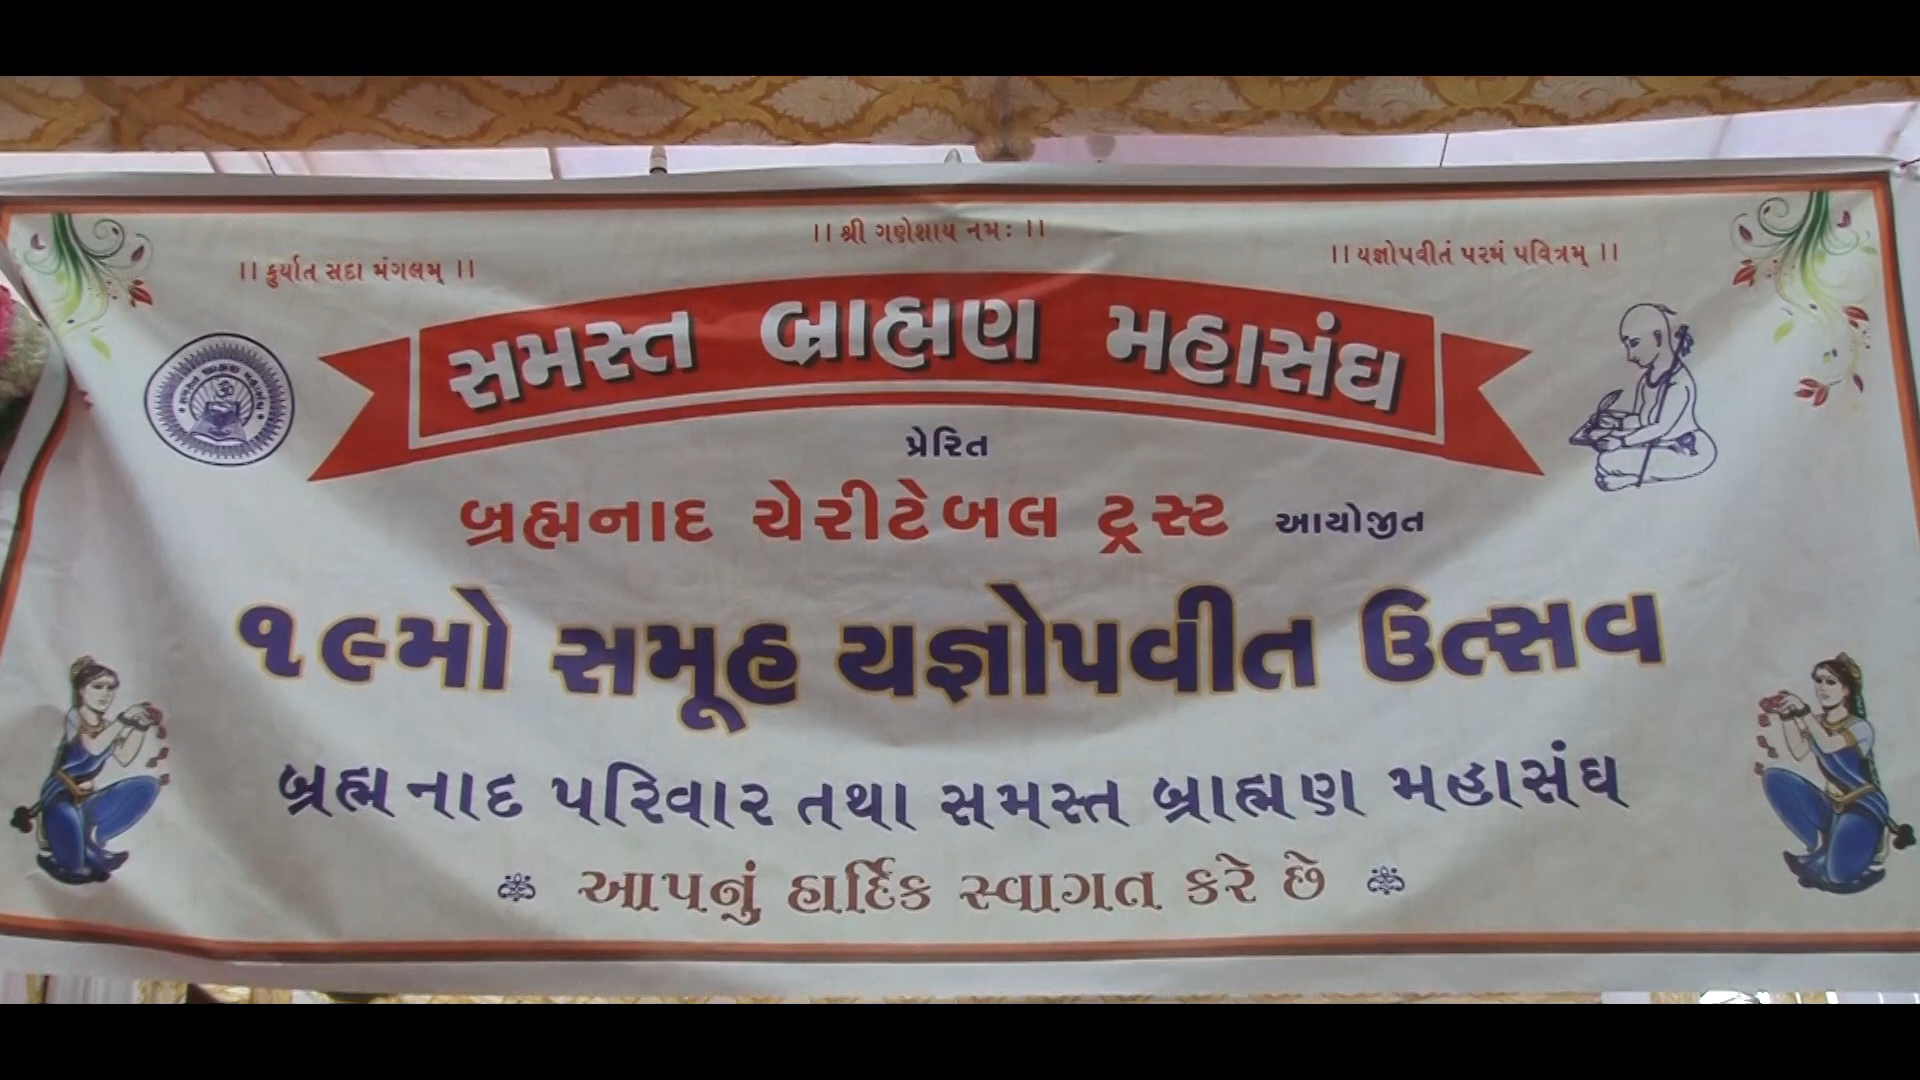 ।। શ્રી ગણેશાય નમઃ ।।
।। કુર્યાત સદા મંગલમ્ ।।
।। યજ્ઞોપવીતં પરમં પવિત્રમ્ ।।
સમસ્ત બ્રાહ્મણ મહાસંઘ
પ્રેરિત
બ્રહ્મનાદ ચેરીટેબલ ટ્રસ્ટ આયોજીત
૧૯મો સમૂહ યજ્ઞોપવીત ઉત્સવ
બ્રહ્મનાદ પરિવાર તથા સમસ્ત બ્રાહ્મણ મહાસંઘ
આપનું હાર્દિક સ્વાગત કરે છે